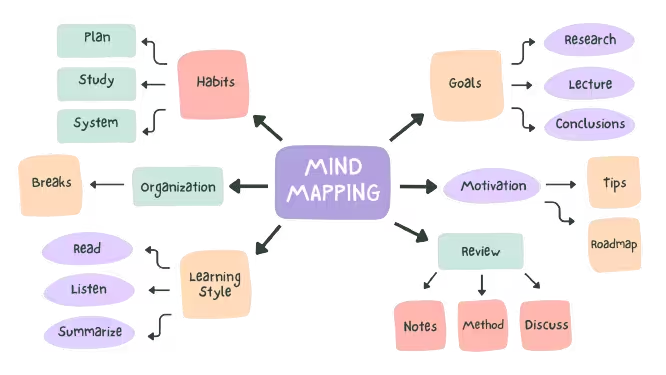 MIND
MAPPING
Habits
Plan
Study
System
Organization
Breaks
Learning
Style
Read
Listen
Summarize
Goals
Research
Lecture
Conclusions
Motivation
Tips
Roadmap
Review
Notes
Method
Discuss